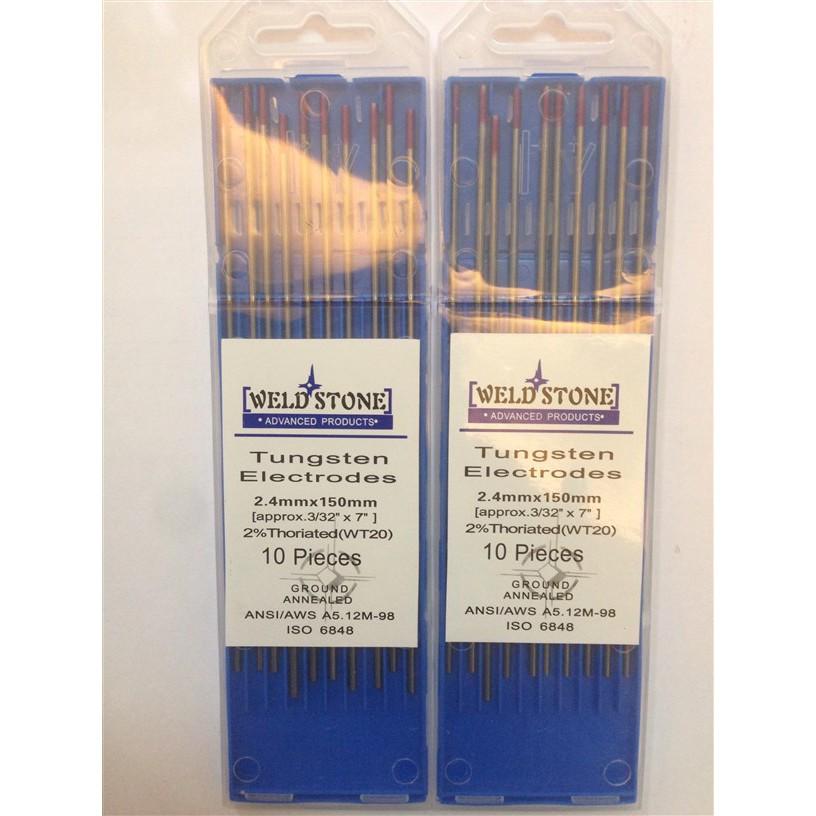 [WELD STONE]
•ADVANCED PRODUCTS•
Tungsten
Electrodes
2.4mmx150mm
[approx.3/32" x 7" ]
2%Thoriated(WT20)
10 Pieces
GROUND
ANNEALED
ANSI/AWS A5.12M-98
ISO 6848
[WELD STONE]
•ADVANCED PRODUCTS•
Tungsten
Electrodes
2.4mmx150mm
[approx.3/32" x 7" ]
2%Thoriated(WT20)
10 Pieces
GROUND
ANNEALED
ANSI/AWS A5.12M-98
ISO 6848